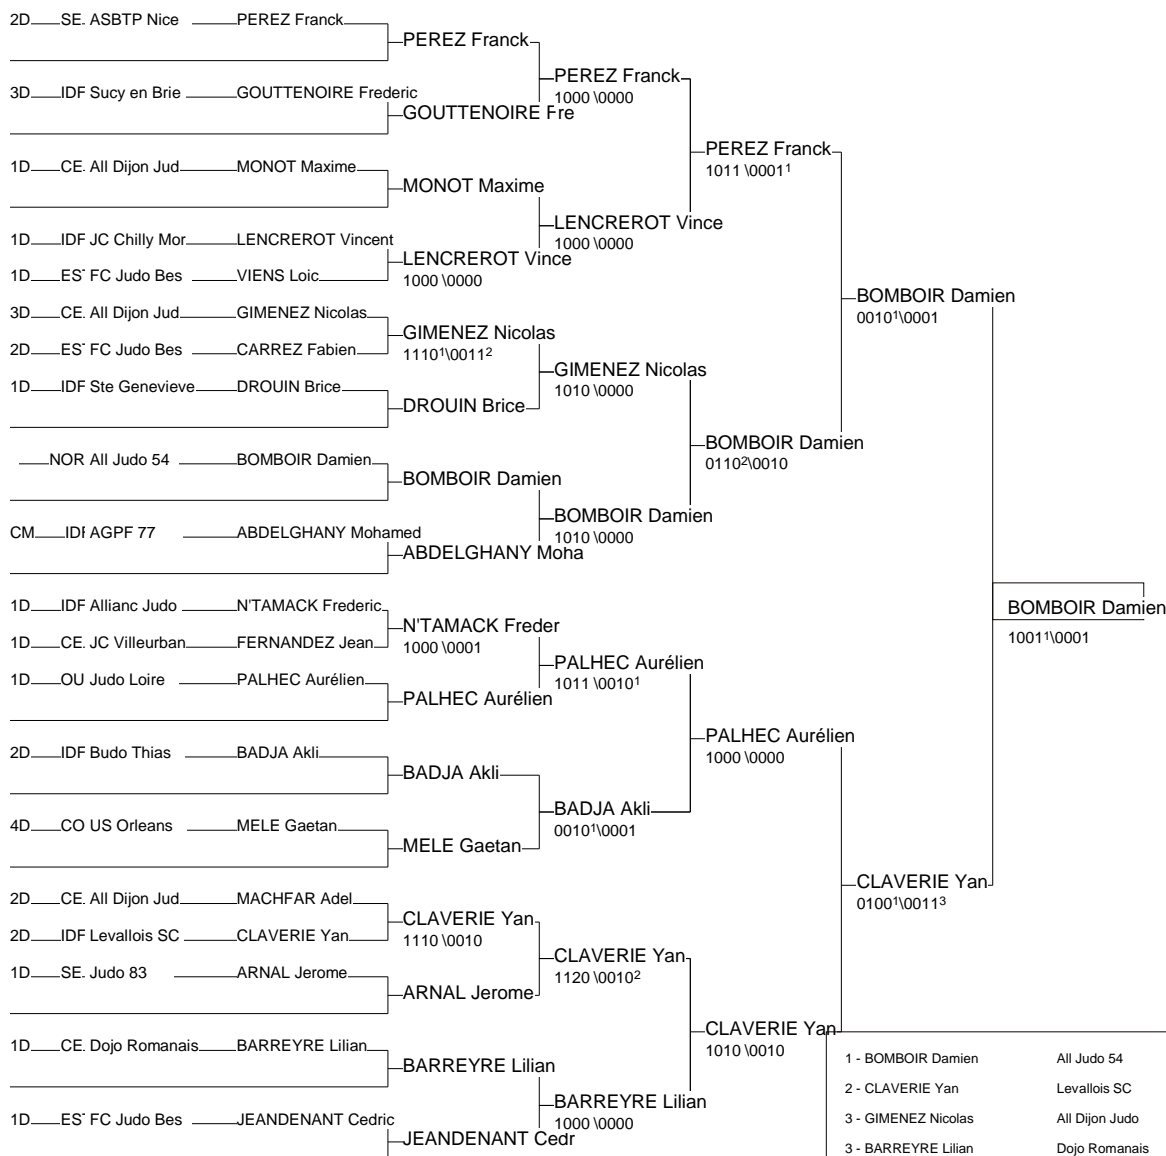 2D SE. ASBTP Nice PEREZ Franck
PEREZ Franck
PEREZ Franck
1000 \0000
3D IDF Sucy en Brie GOUTTENOIRE Frederic
GOUTTENOIRE Fre
PEREZ Franck
1011 \0001¹
1D CE. All Dijon Jud MONOT Maxime
MONOT Maxime
LENCREROT Vince
1000 \0000
1D IDF JC Chilly Mor LENCREROT Vincent
LENCREROT Vince
1000 \0000
1D ES' FC Judo Bes VIENS Loic
BOMBOIR Damien
0010¹\0001
3D CE. All Dijon Jud GIMENEZ Nicolas
GIMENEZ Nicolas
1110¹\0011²
2D ES' FC Judo Bes CARREZ Fabien
GIMENEZ Nicolas
1010 \0000
1D IDF Ste Genevieve DROUIN Brice
DROUIN Brice
BOMBOIR Damien
0110²\0010
NOR All Judo 54 BOMBOIR Damien
BOMBOIR Damien
BOMBOIR Damien
1010 \0000
CM IDF AGPF 77 ABDELGHANY Mohamed
ABDELGHANY Moha
BOMBOIR Damien
1001¹\0001
1D IDF Allianc Judo N'TAMACK Frederic
N'TAMACK Freder
1000 \0001
1D CE. JC Villeurban FERNANDEZ Jean
PALHEC Aurélien
1011 \0010¹
1D OU Judo Loire PALHEC Aurélien
PALHEC Aurélien
PALHEC Aurélien
1000 \0000
2D IDF Budo Thias BADJA Akli
BADJA Akli
BADJA Akli
0010¹\0001
4D CO US Orleans MELE Gaetan
MELE Gaetan
CLAVERIE Yan
0100¹\0011³
2D CE. All Dijon Jud MACHFAR Adel
CLAVERIE Yan
1110 \0010
2D IDF Levallois SC CLAVERIE Yan
CLAVERIE Yan
1120 \0010²
1D SE. Judo 83 ARNAL Jerome
ARNAL Jerome
CLAVERIE Yan
1010 \0010
1D CE. Dojo Romanais BARREYRE Lilian
BARREYRE Lilian
BARREYRE Lilian
1000 \0000
1D ES' FC Judo Bes JEANDENANT Cedric
JEANDENANT Cedr
1 - BOMBOIR Damien All Judo 54
2 - CLAVERIE Yan Levallois SC
3 - GIMENEZ Nicolas All Dijon Judo
3 - BARREYRE Lilian Dojo Romanais